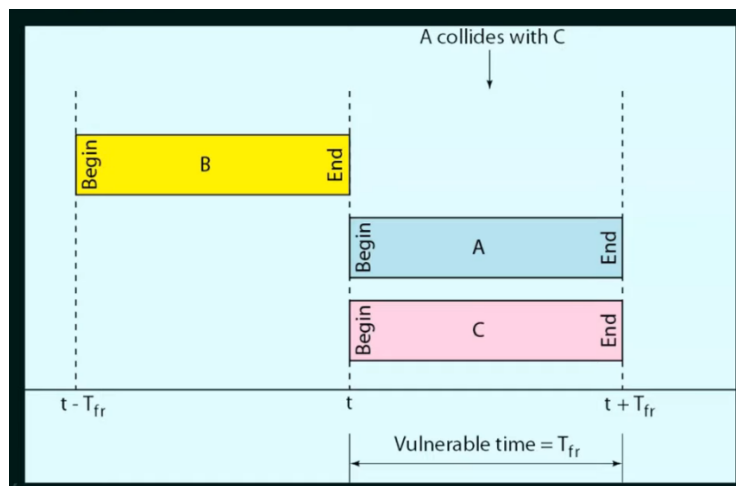 A collides with C
Begin
B
End
Begin
A
End
Begin
C
End
t - Tfr
t
t + Tfr
Vulnerable time = Tfr